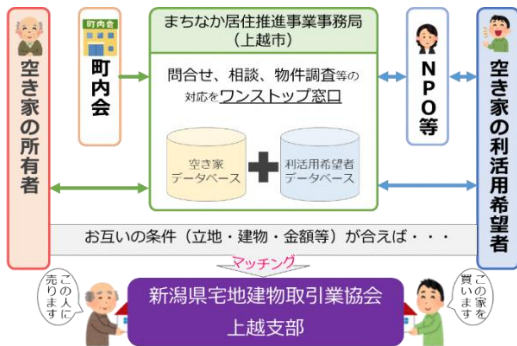 まちなか居住推進事業事務局
(上越市)
町内会
空き家の所有者
町内会
問合せ、相談、物件調査等の
対応をワンストップ窓口
空き家
データベース
利活用希望者
データベース
NPO等
空き家の利活用希望者
お互いの条件(立地・建物・金額等)が合えば・・・
マッチング
この人に
売ります
新潟県宅地建物取引業協会
上越支部
この家を
買います